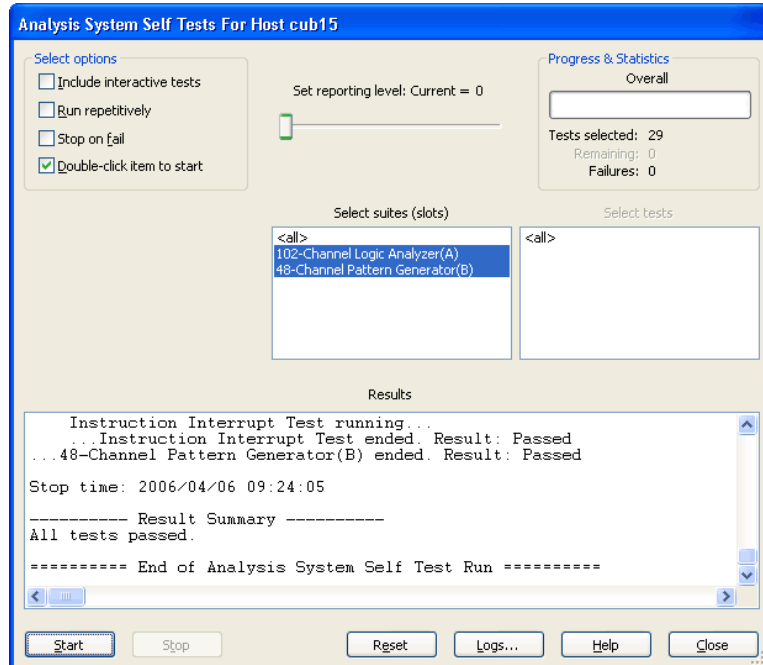 Analysis System Self Tests For Host cub15
Select options
Include interactive tests
Run repetitively
Stop on fail
Double-click item to start
Set reporting level: Current = 0
Progress & Statistics
Overall
Tests selected: 29
Remaining: 0
Failures: 0
Select suites (slots)
<all>
102-Channel Logic Analyzer(A)
48-Channel Pattern Generator(B)
Select tests
<all>
Results
Instruction Interrupt Test running...
...Instruction Interrupt Test ended. Result: Passed
...48-Channel Pattern Generator(B) ended. Result: Passed
Stop time: 2006/04/06 09:24:05
---------- Result Summary ----------
All tests passed.
========== End of Analysis System Self Test Run ==========
Start
Stop
Reset
Logs...
Help
Close